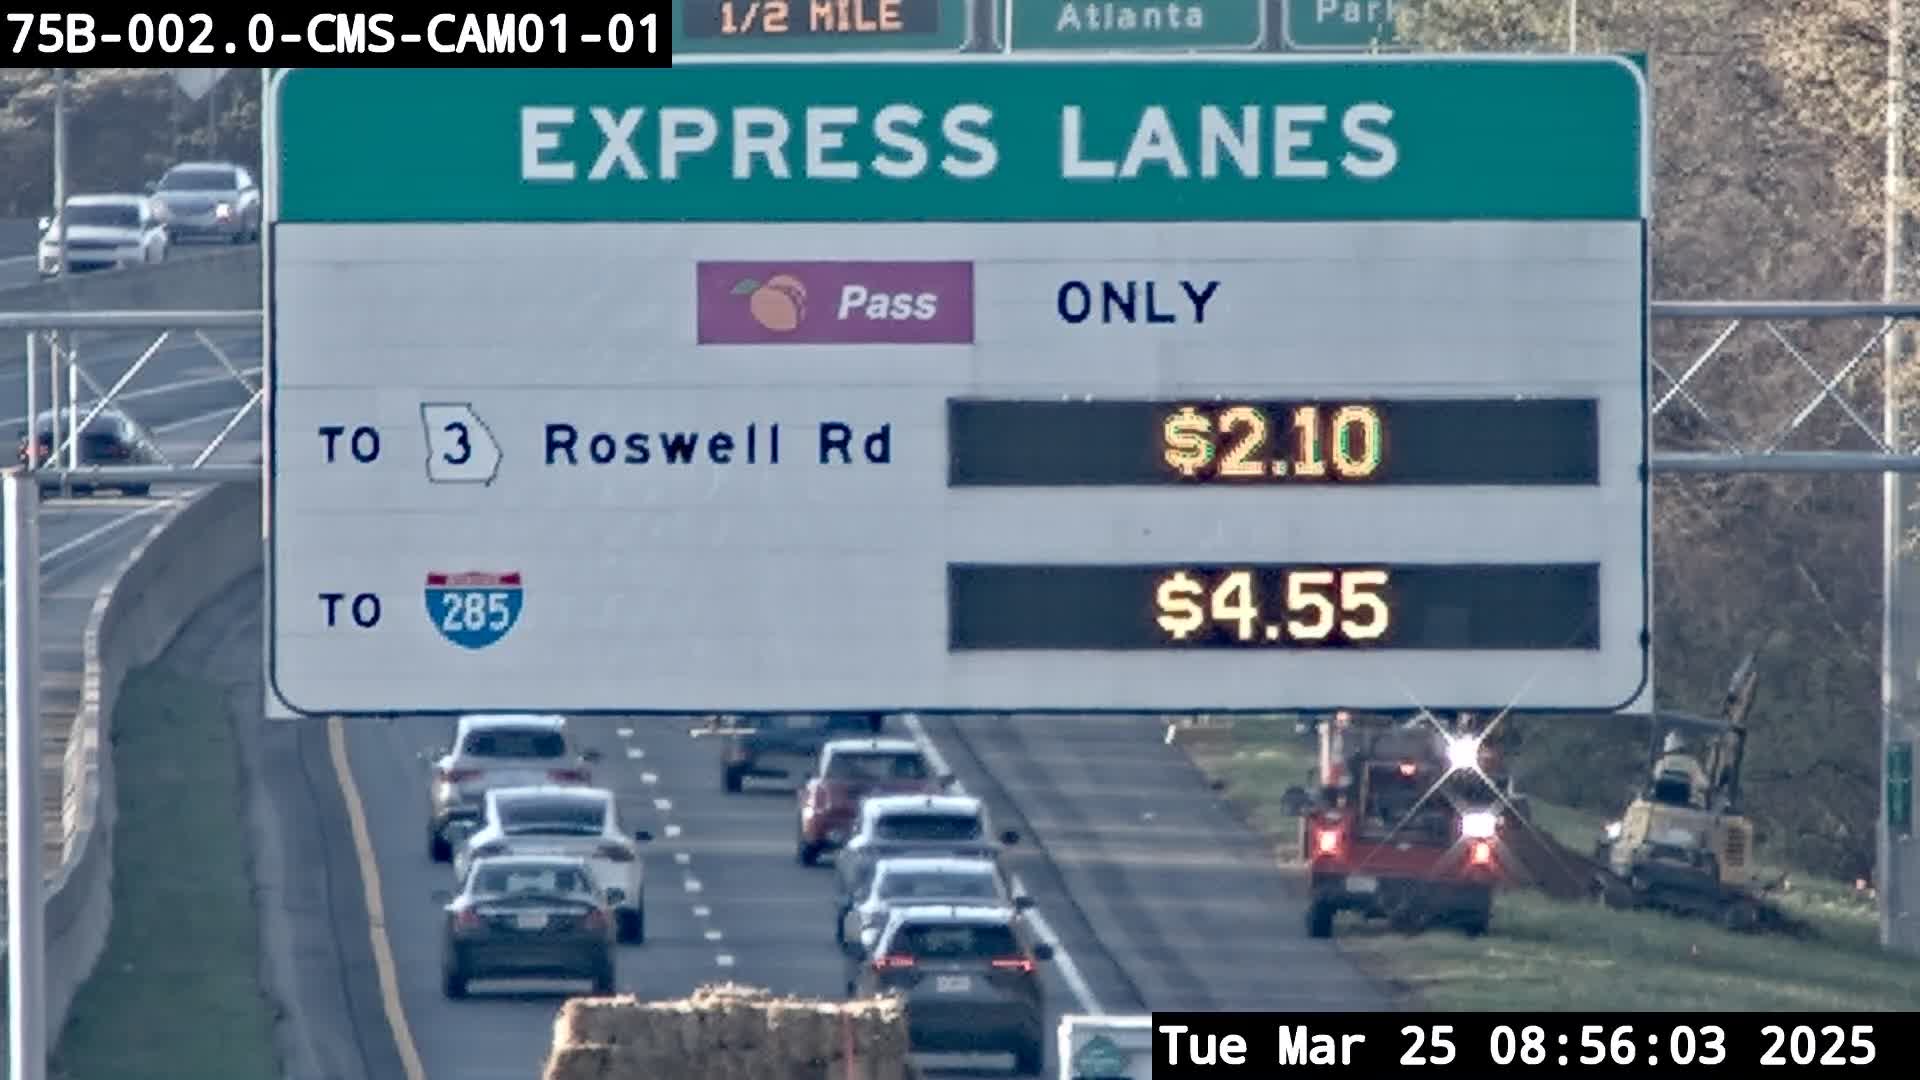 75B-002.0-CMS-CAM01-01
1/2 MILE
Atlanta
EXPRESS LANES
Pass ONLY
TO 3 Roswell Rd $2.10
TO 285 $4.55
Tue Mar 25 08:56:03 2025